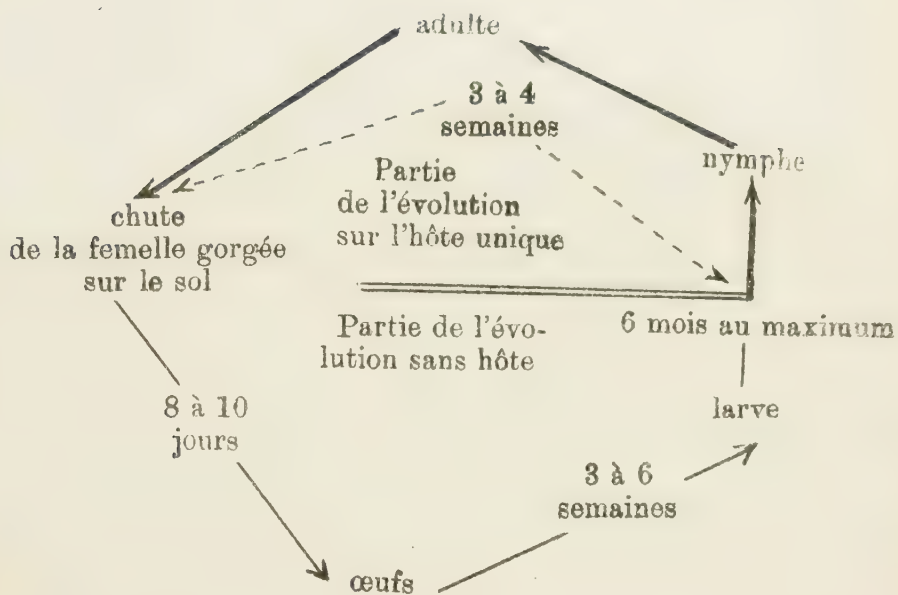 adulte
3 à 4
semaines
nymphe
Partie
de l'évolution
sur l'hôte unique
chute
de la femelle gorgée
sur le sol
Partie de l'évo-
lution sans hôte
6 mois au maximum
8 à 10
jours
larve
3 à 6
semaines
œufs